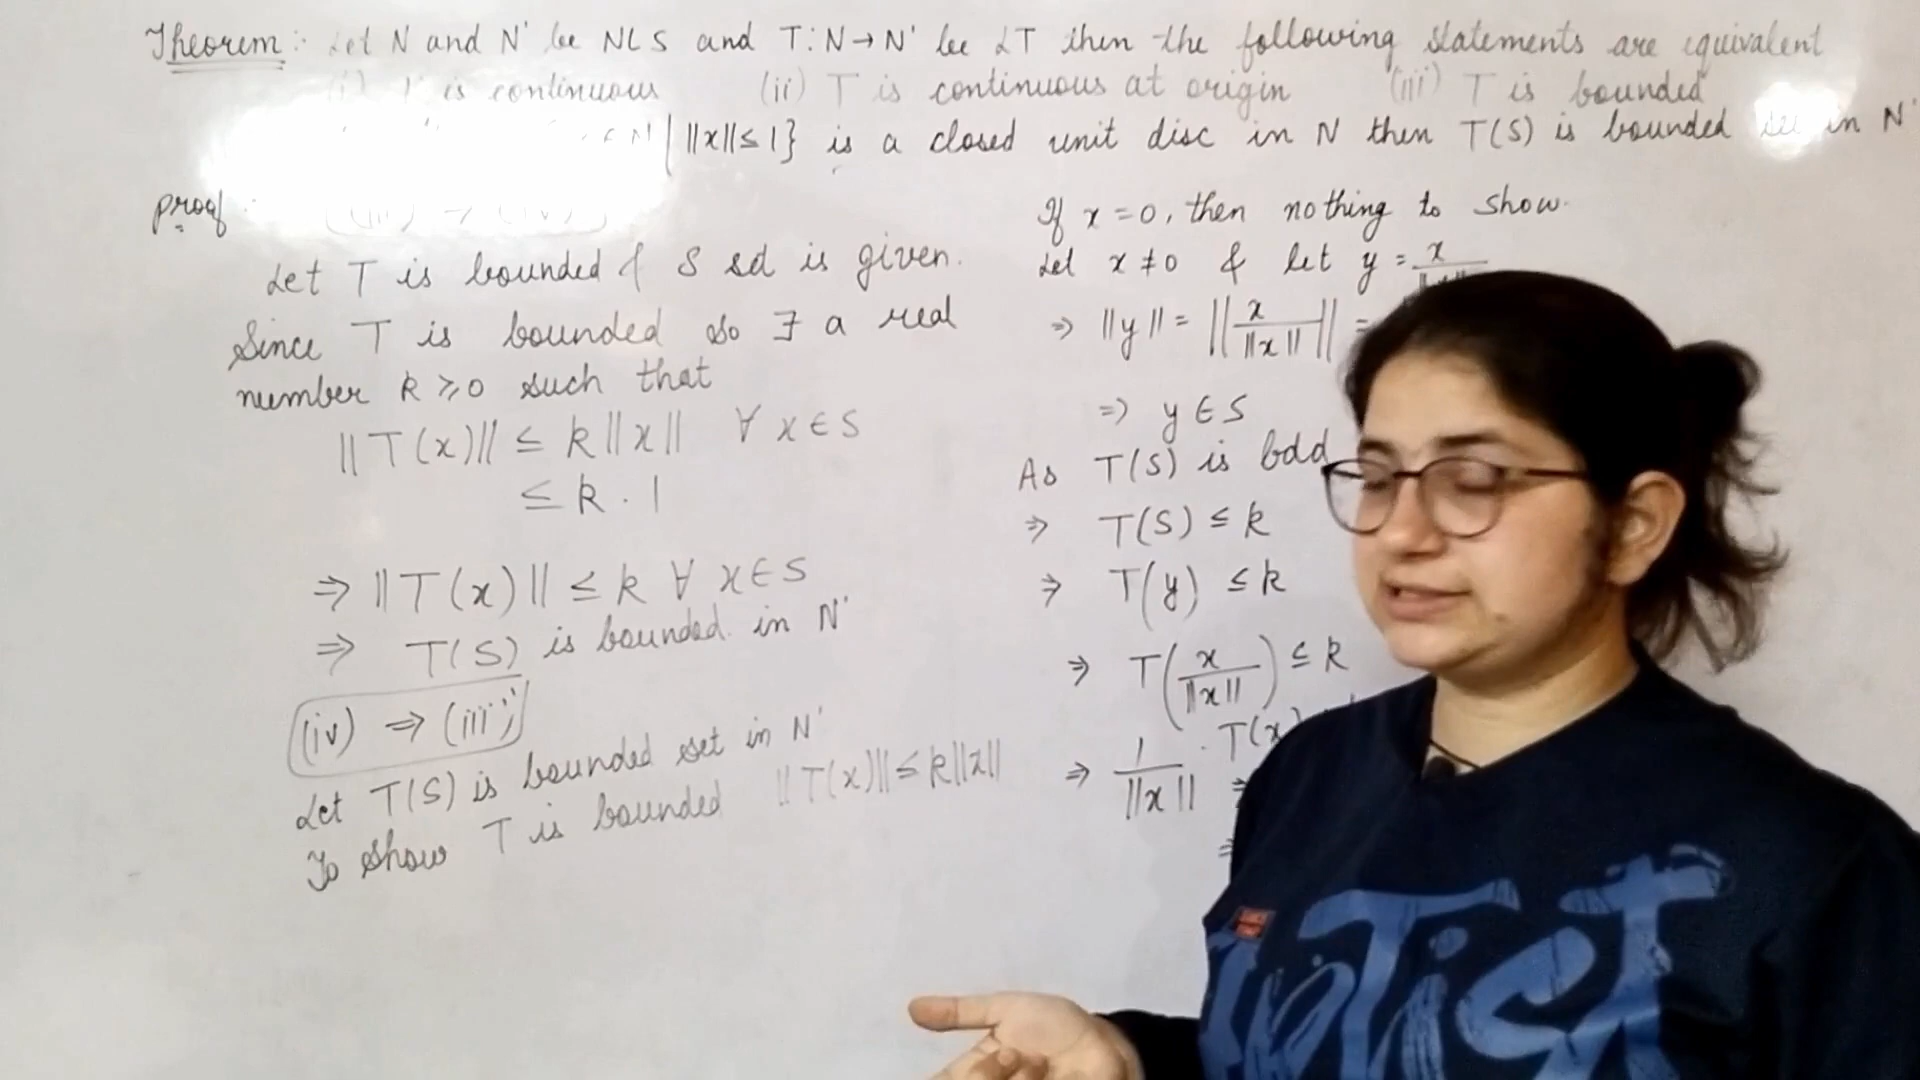 Theorem :- Let N and N' be NLS and T: N → N' be LT then the following statements are equivalent
is continuous (ii) T is continuous at origin (iii) T is bounded
| ||x|| ≤ 1} is a closed unit disc in N then T(S) is bounded in N'
proof
(iii) → (iv)
Let T is bounded & S sd is given.
Since T is bounded so ∃ a real
number k ≥ 0 such that
||T(x)|| ≤ k ||x|| ∀ x ∈ S
≤ k . 1
⇒ ||T(x)|| ≤ k ∀ x ∈ S
⇒ T(S) is bounded in N'
(iv) ⇒ (iii)
Let T(S) is bounded set in N'
To show T is bounded ||T(x)|| ≤ k||x||
If x = 0, then nothing to show.
Let x ≠ 0 & let y = x
⇒ ||y|| = || x / ||x|| || =
⇒ y ∈ S
As T(S) is bdd
⇒ T(S) ≤ k
⇒ T(y) ≤ k
⇒ T( x / ||x|| ) ≤ k
⇒ 1 / ||x|| . T(x)